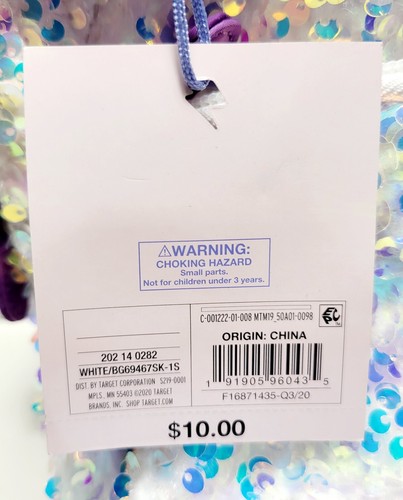 ⚠WARNING:
CHOKING HAZARD
Small parts.
Not for children under 3 years.
C-001222-01-008 MTM19_50A01-0098
202 14 0282
WHITE/BG69467SK-1S
DIST. BY TARGET CORPORATION S219-0001
MPLS., MN 55403 ©2020 TARGET
BRANDS, INC. SHOP TARGET.COM
ORIGIN: CHINA
1 91905 96043 5
F16871435-Q3/20
$10.00